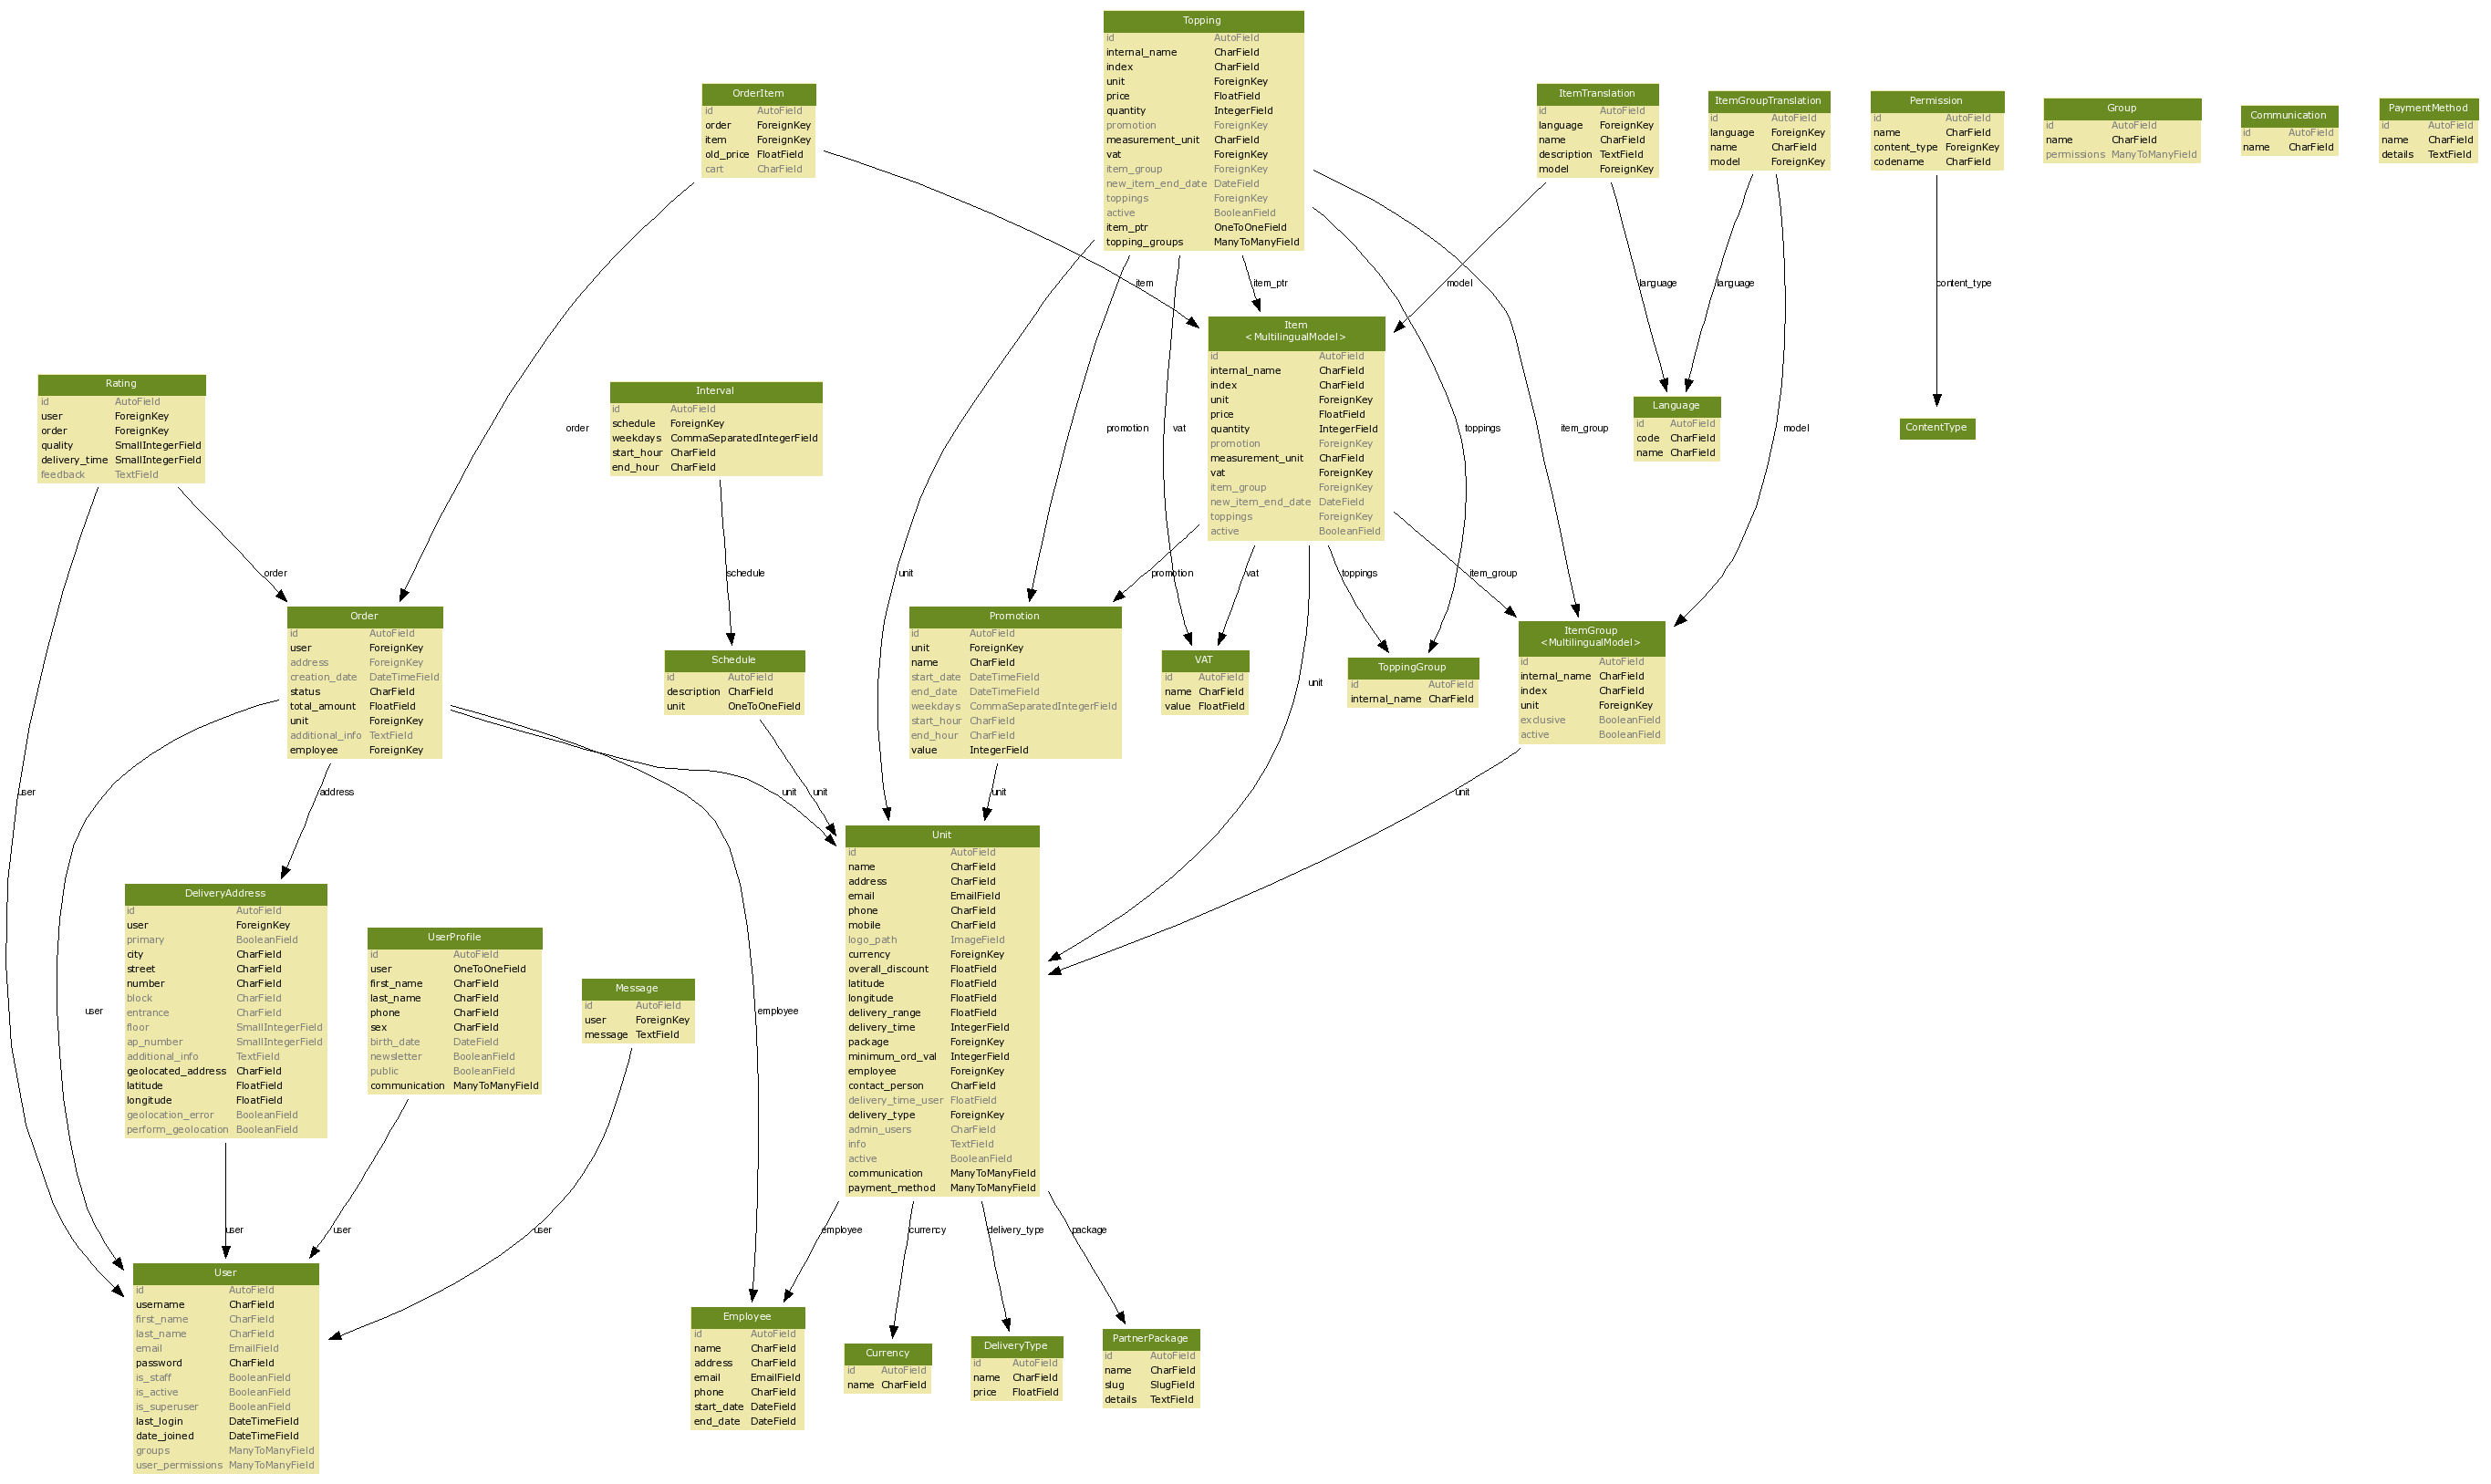 Topping
id AutoField
internal_name CharField
index CharField
unit ForeignKey
price FloatField
quantity IntegerField
promotion ForeignKey
measurement_unit CharField
vat ForeignKey
item_group ForeignKey
new_item_end_date DateField
toppings ForeignKey
active BooleanField
item_ptr OneToOneField
topping_groups ManyToManyField
OrderItem
id AutoField
order ForeignKey
item ForeignKey
old_price FloatField
cart CharField
ItemTranslation
id AutoField
language ForeignKey
name CharField
description TextField
model ForeignKey
ItemGroupTranslation
id AutoField
language ForeignKey
name CharField
model ForeignKey
Permission
id AutoField
name CharField
content_type ForeignKey
codename CharField
Group
id AutoField
name CharField
permissions ManyToManyField
Communication
id AutoField
name CharField
PaymentMethod
id AutoField
name CharField
details TextField
item
item_ptr
model
language
language
content_type
Item
<MultilingualModel>
id AutoField
internal_name CharField
index CharField
unit ForeignKey
price FloatField
quantity IntegerField
promotion ForeignKey
measurement_unit CharField
vat ForeignKey
item_group ForeignKey
new_item_end_date DateField
toppings ForeignKey
active BooleanField
Rating
id AutoField
user ForeignKey
order ForeignKey
quality SmallIntegerField
delivery_time SmallIntegerField
feedback TextField
Interval
id AutoField
schedule ForeignKey
weekdays CommaSeparatedIntegerField
start_hour CharField
end_hour CharField
Language
id AutoField
code CharField
name CharField
ContentType
order
promotion
vat
toppings
item_group
model
order
schedule
unit
promotion
vat
toppings
item_group
Order
id AutoField
user ForeignKey
address ForeignKey
creation_date DateTimeField
status CharField
total_amount FloatField
unit ForeignKey
additional_info TextField
employee ForeignKey
Schedule
id AutoField
description CharField
unit OneToOneField
Promotion
id AutoField
unit ForeignKey
name CharField
start_date DateTimeField
end_date DateTimeField
weekdays CommaSeparatedIntegerField
start_hour CharField
end_hour CharField
value IntegerField
VAT
id AutoField
name CharField
value FloatField
ToppingGroup
id AutoField
internal_name CharField
ItemGroup
<MultilingualModel>
id AutoField
internal_name CharField
index CharField
unit ForeignKey
exclusive BooleanField
active BooleanField
unit
user
address
unit
unit
unit
unit
DeliveryAddress
id AutoField
user ForeignKey
primary BooleanField
city CharField
street CharField
number CharField
block CharField
entrance CharField
floor SmallIntegerField
ap_number SmallIntegerField
additional_info TextField
geolocated_address CharField
latitude FloatField
longitude FloatField
geolocation_error BooleanField
perform_geolocation BooleanField
UserProfile
id AutoField
user OneToOneField
first_name CharField
last_name CharField
phone CharField
sex CharField
birth_date DateField
newsletter BooleanField
public BooleanField
communication ManyToManyField
Message
id AutoField
user ForeignKey
message TextField
Unit
id AutoField
name CharField
address CharField
email EmailField
phone CharField
mobile CharField
logo_path ImageField
currency ForeignKey
overall_discount FloatField
latitude FloatField
longitude FloatField
delivery_range FloatField
delivery_time IntegerField
package ForeignKey
minimum_ord_val IntegerField
employee ForeignKey
contact_person CharField
delivery_time_user FloatField
delivery_type ForeignKey
admin_users CharField
info TextField
active BooleanField
communication ManyToManyField
payment_method ManyToManyField
user
employee
user
user
user
employee
currency
delivery_type
package
User
id AutoField
username CharField
first_name CharField
last_name CharField
email EmailField
password CharField
is_staff BooleanField
is_active BooleanField
is_superuser BooleanField
last_login DateTimeField
date_joined DateTimeField
groups ManyToManyField
user_permissions ManyToManyField
Employee
id AutoField
name CharField
address CharField
email EmailField
phone CharField
start_date DateField
end_date DateField
Currency
id AutoField
name CharField
DeliveryType
id AutoField
name CharField
price FloatField
PartnerPackage
id AutoField
name CharField
slug SlugField
details TextField